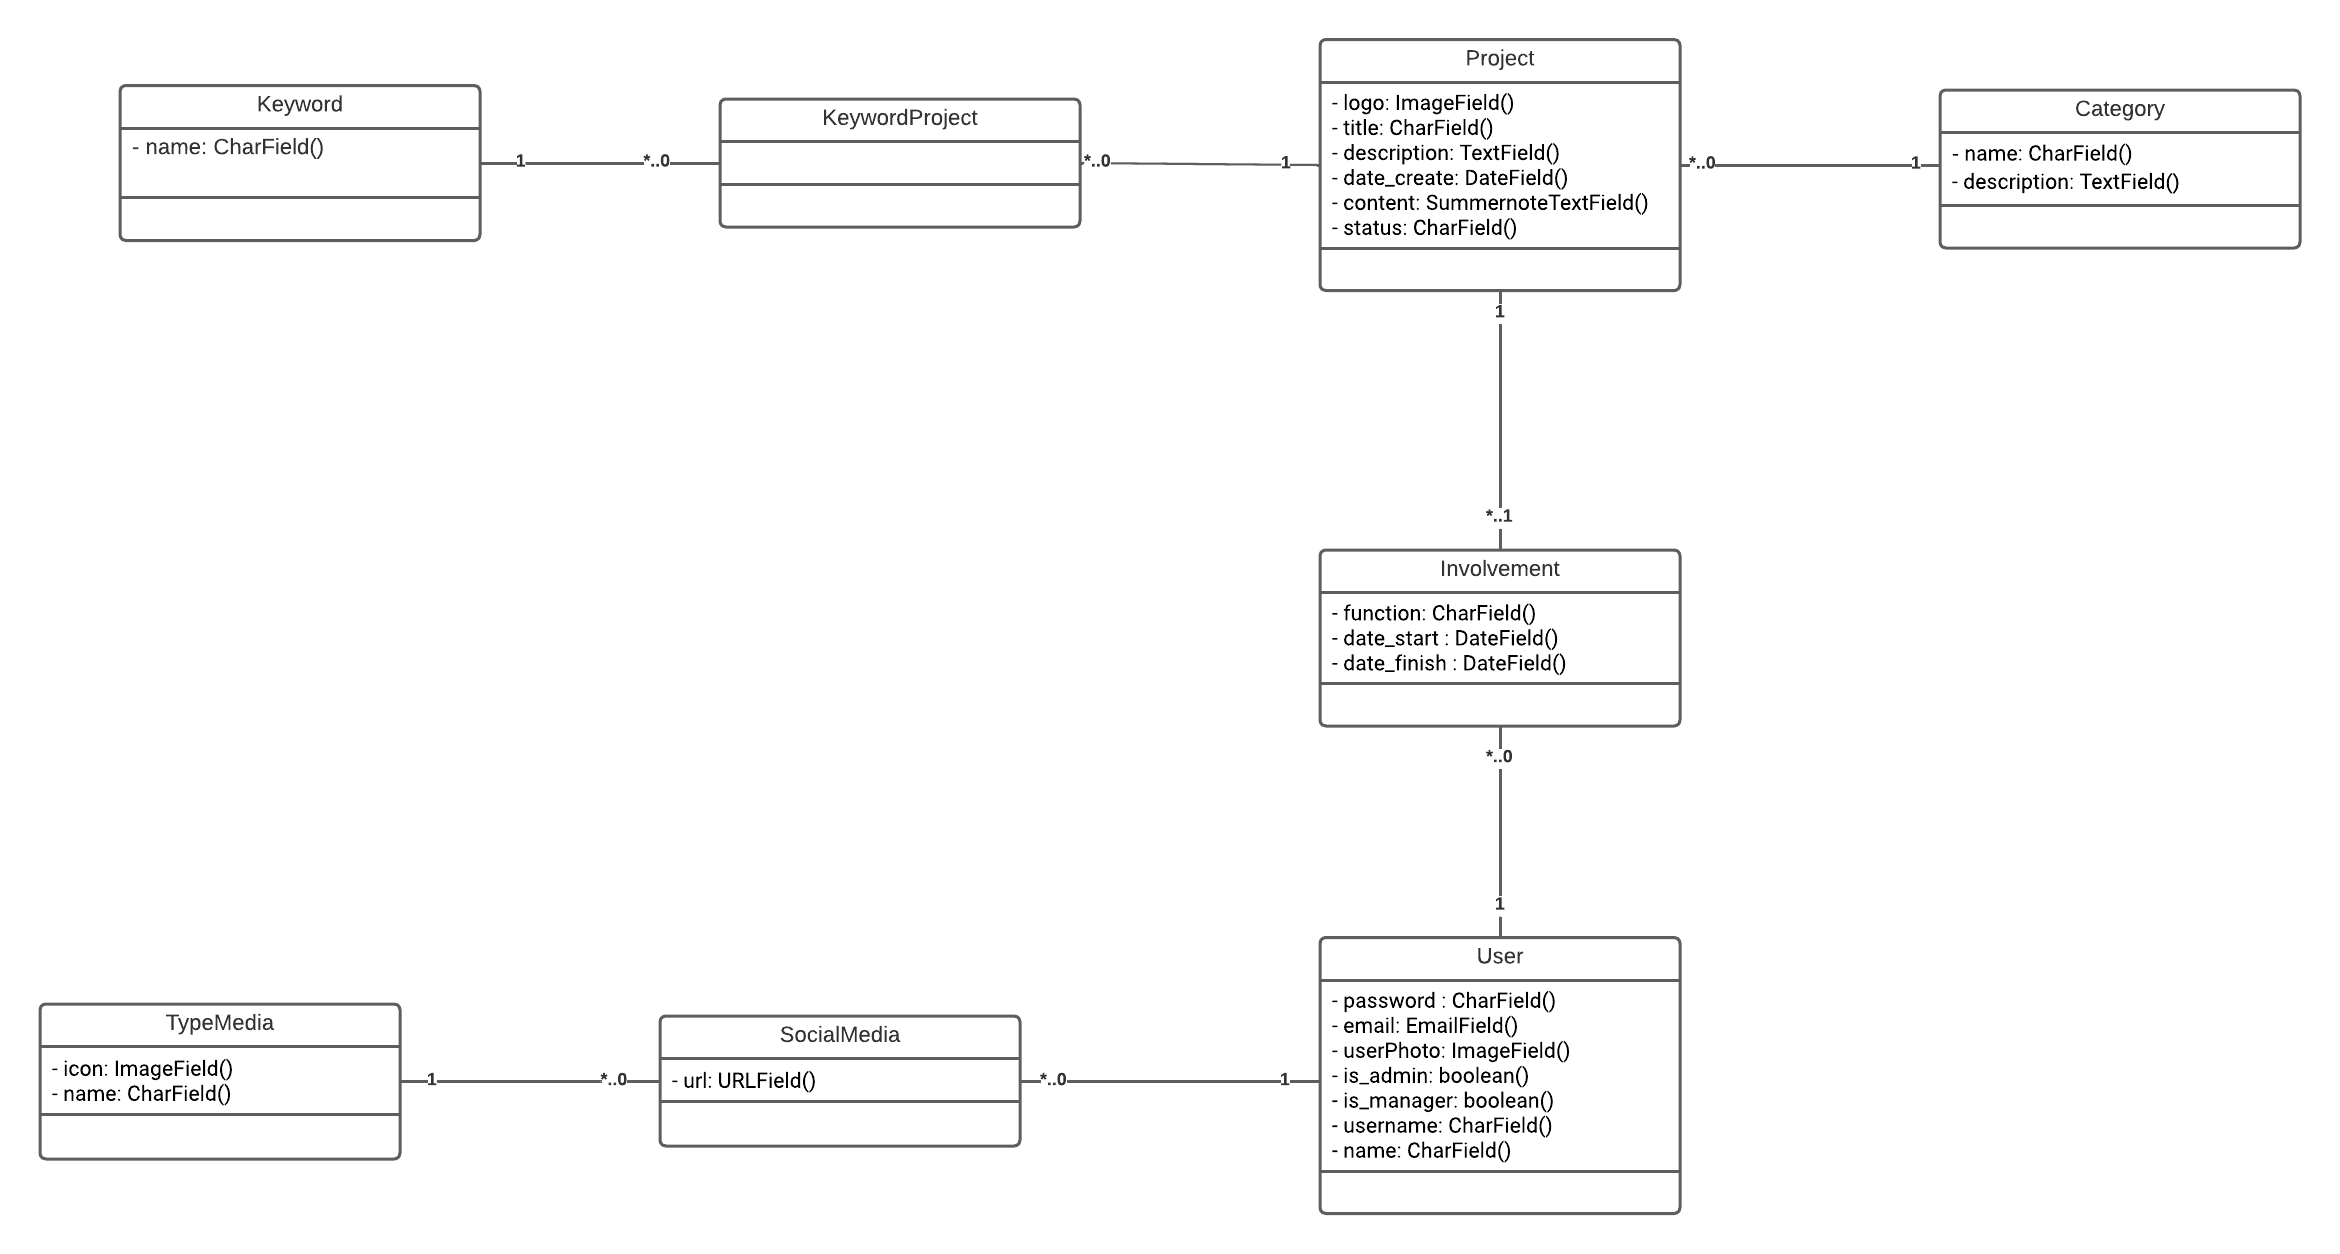 Keyword
- name: CharField()
1
*..0
KeywordProject
*..0
1
Project
- logo: ImageField()
- title: CharField()
- description: TextField()
- date_create: DateField()
- content: SummernoteTextField()
- status: CharField()
*..0
1
Category
- name: CharField()
- description: TextField()
1
*..1
Involvement
- function: CharField()
- date_start : DateField()
- date_finish : DateField()
*..0
1
TypeMedia
- icon: ImageField()
- name: CharField()
1
*..0
SocialMedia
- url: URLField()
*..0
1
User
- password : CharField()
- email: EmailField()
- userPhoto: ImageField()
- is_admin: boolean()
- is_manager: boolean()
- username: CharField()
- name: CharField()